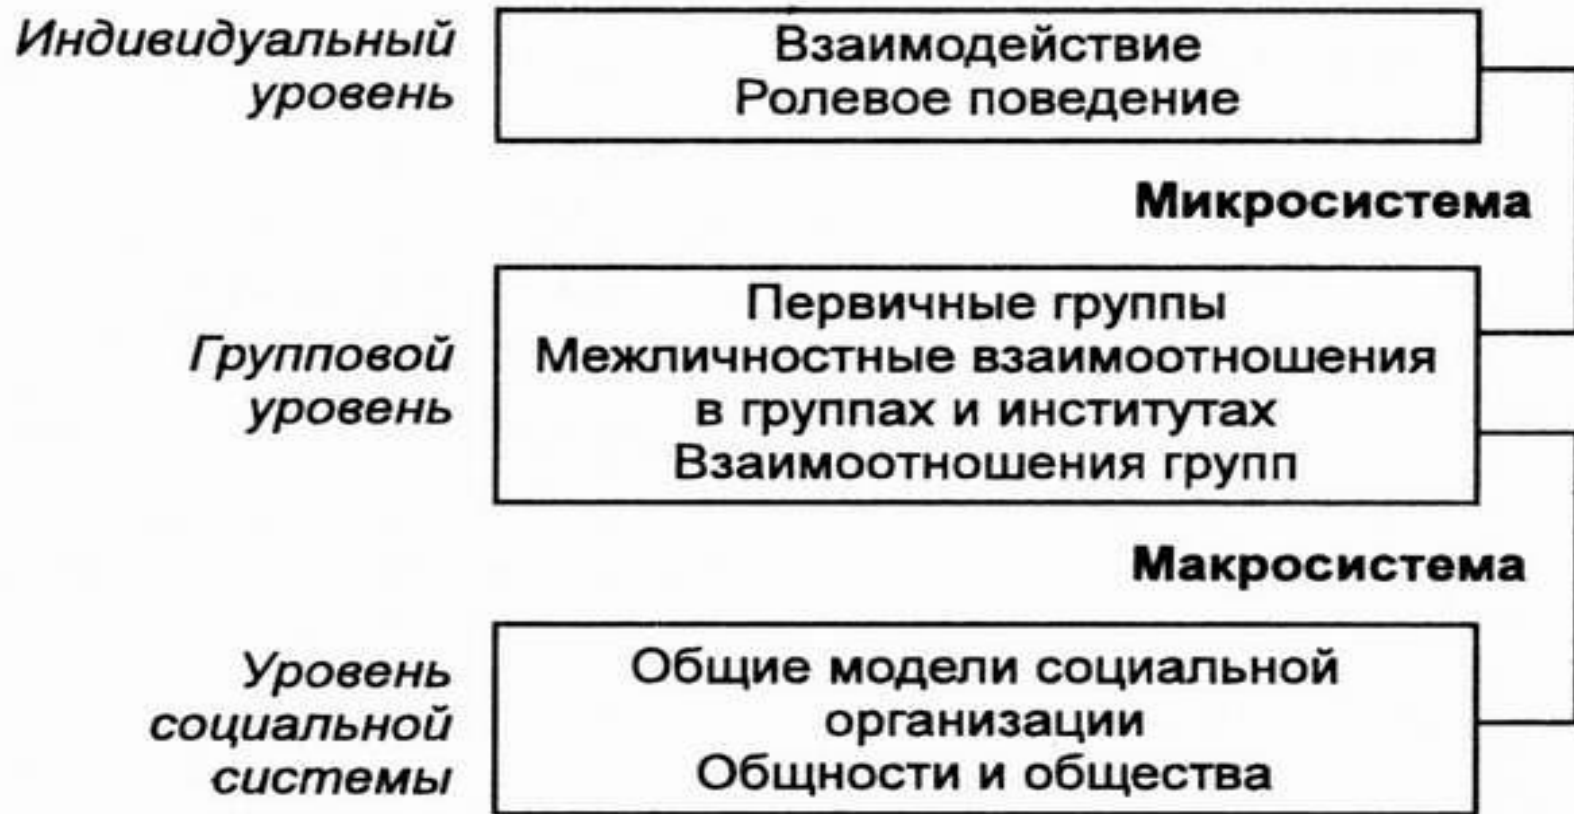 Индивидуальный
уровень
Взаимодействие
Ролевое поведение
Микросистема
Групповой
уровень
Первичные группы
Межличностные взаимоотношения
в группах и институтах
Взаимоотношения групп
Макросистема
Уровень
социальной
системы
Общие модели социальной
организации
Общности и общества